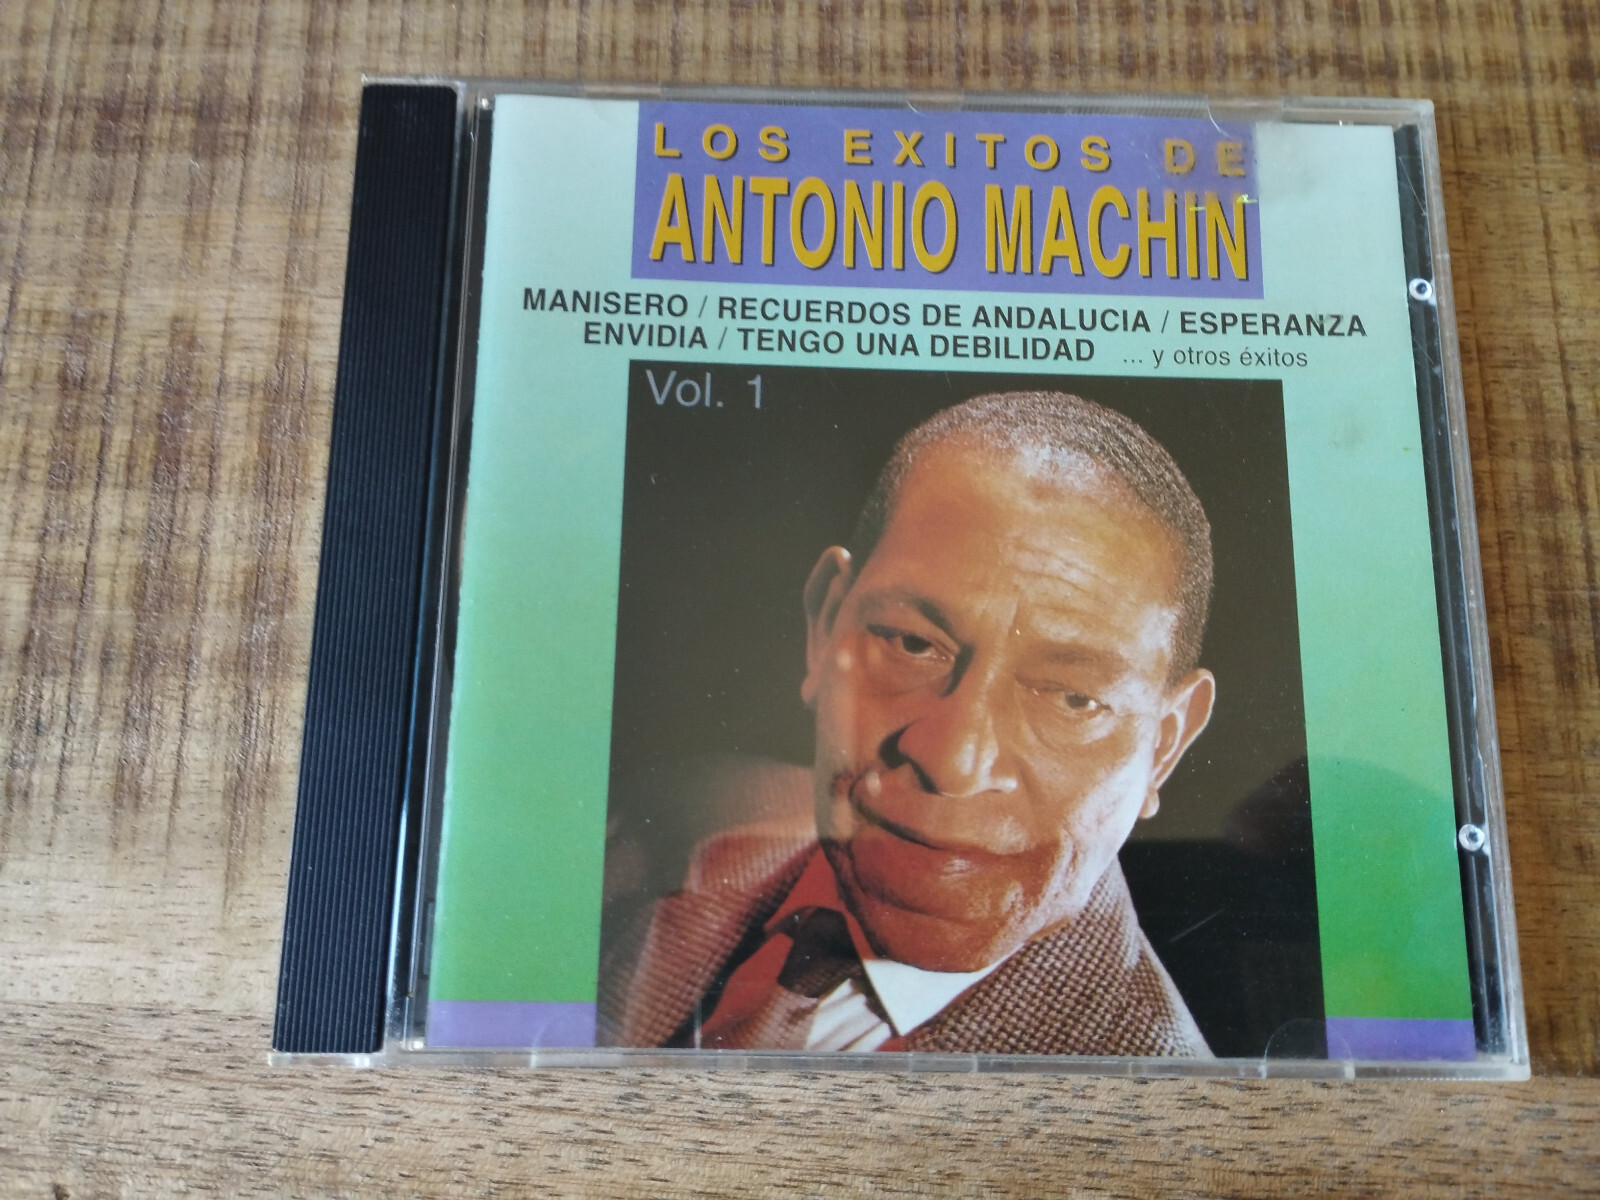 LOS EXITOS DE
ANTONIO MACHIN
MANISERO / RECUERDOS DE ANDALUCIA / ESPERANZA
ENVIDIA / TENGO UNA DEBILIDAD ... y otros éxitos
Vol. 1